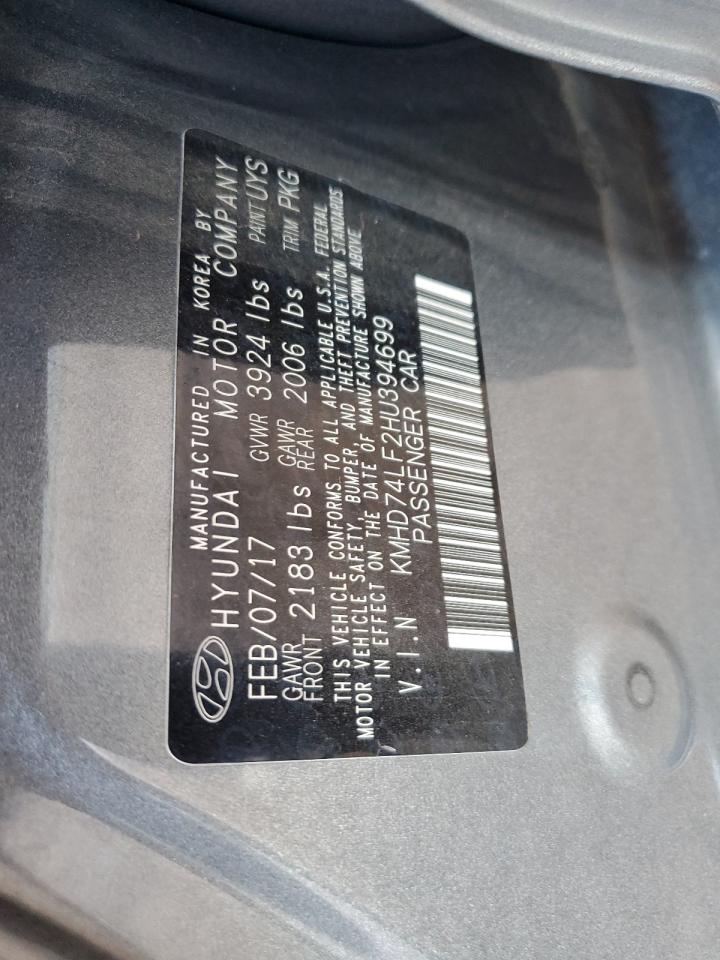 MANUFACTURED IN KOREA BY
HYUNDAI MOTOR COMPANY
FEB/07/17 GVWR 3924 lbs PAINT UYS
GAWR FRONT 2183 lbs GAWR REAR 2006 lbs TRIM PKG
THIS VEHICLE CONFORMS TO ALL APPLICABLE U.S.A. FEDERAL
MOTOR VEHICLE SAFETY, BUMPER, AND THEFT PREVENTION STANDARDS
IN EFFECT ON THE DATE OF MANUFACTURE SHOWN ABOVE
V.I.N KMHD74LF2HU394699
PASSENGER CAR